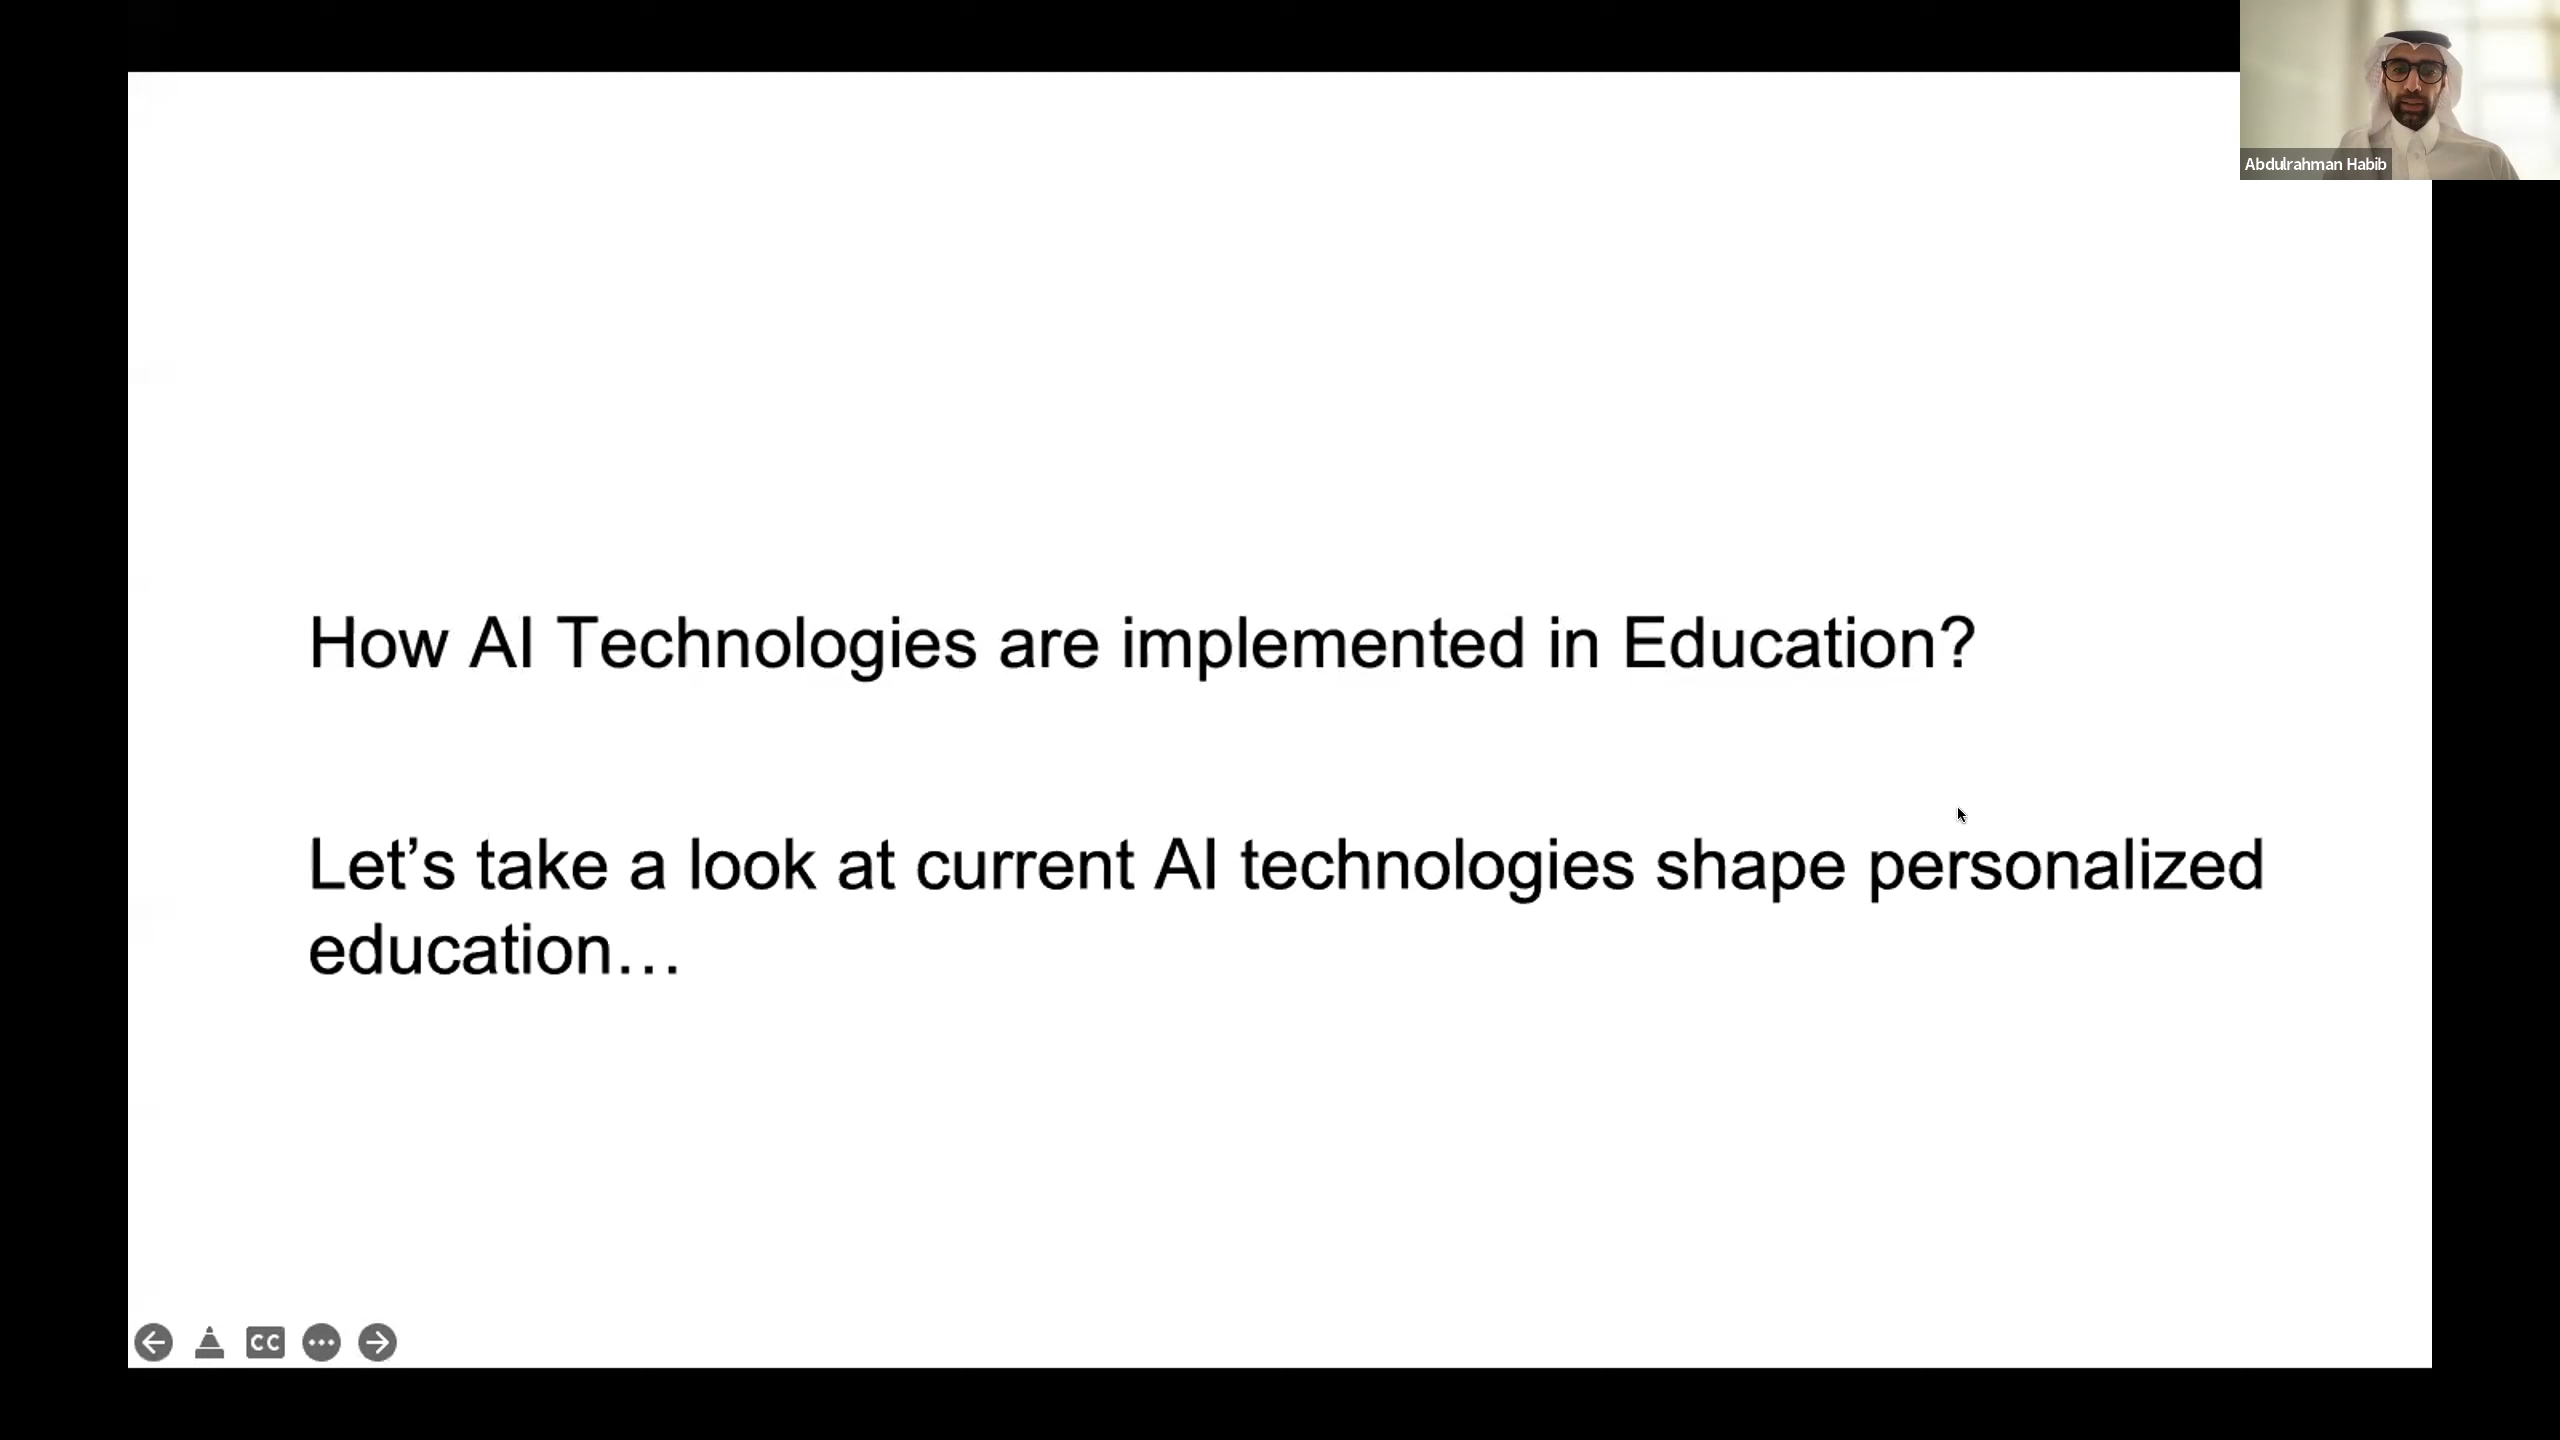 Abdulrahman Habib
How AI Technologies are implemented in Education?
Let’s take a look at current AI technologies shape personalized
education…
CC